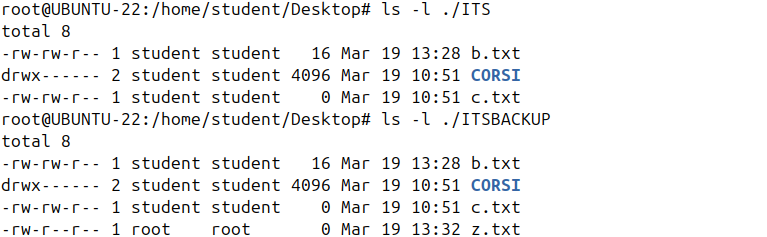 root@UBUNTU-22:/home/student/Desktop# ls -l ./ITS
total 8
-rw-rw-r-- 1 student student   16 Mar 19 13:28 b.txt
drwx------ 2 student student 4096 Mar 19 10:51 CORSI
-rw-rw-r-- 1 student student    0 Mar 19 10:51 c.txt
root@UBUNTU-22:/home/student/Desktop# ls -l ./ITSBACKUP
total 8
-rw-rw-r-- 1 student student   16 Mar 19 13:28 b.txt
drwx------ 2 student student 4096 Mar 19 10:51 CORSI
-rw-rw-r-- 1 student student    0 Mar 19 10:51 c.txt
-rw-r--r-- 1 root    root       0 Mar 19 13:32 z.txt